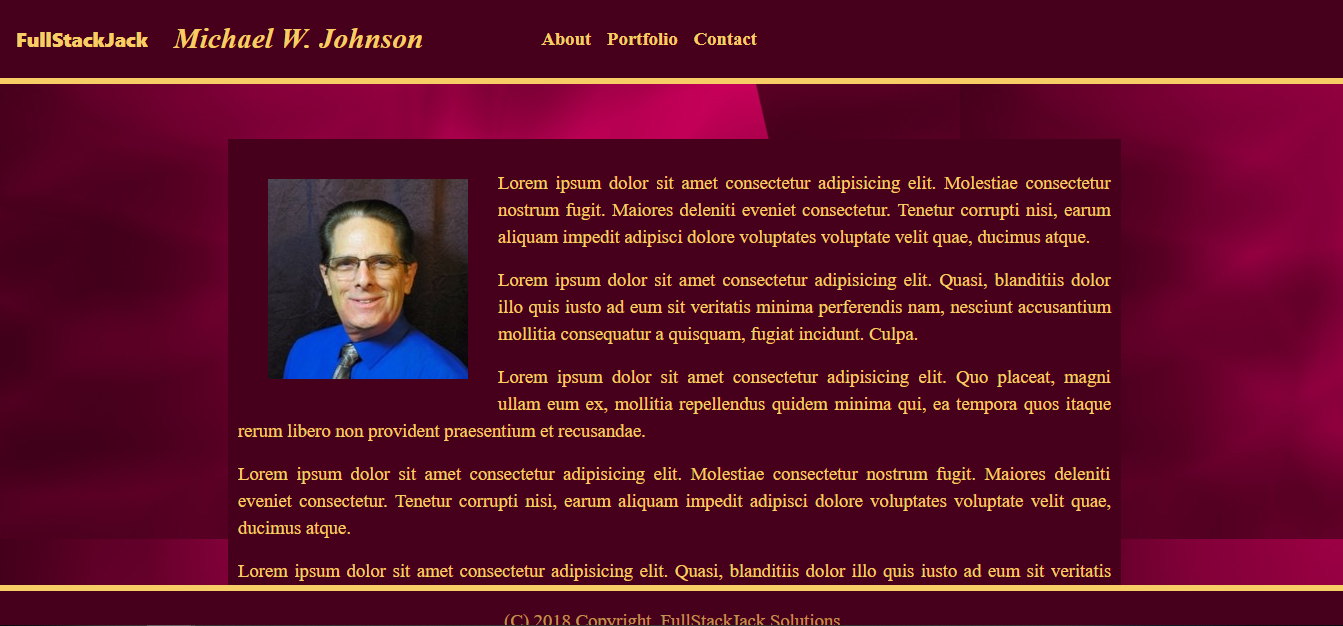 FullStackJack Michael W. Johnson About Portfolio Contact
Lorem ipsum dolor sit amet consectetur adipisicing elit. Molestiae consectetur
nostrum fugit. Maiores deleniti eveniet consectetur. Tenetur corrupti nisi, earum
aliquam impedit adipisci dolore voluptates voluptate velit quae, ducimus atque.
Lorem ipsum dolor sit amet consectetur adipisicing elit. Quasi, blanditiis dolor
illo quis iusto ad eum sit veritatis minima perferendis nam, nesciunt accusantium
mollitia consequatur a quisquam, fugiat incidunt. Culpa.
Lorem ipsum dolor sit amet consectetur adipisicing elit. Quo placeat, magni
ullam eum ex, mollitia repellendus quidem minima qui, ea tempora quos itaque
rerum libero non provident praesentium et recusandae.
Lorem ipsum dolor sit amet consectetur adipisicing elit. Molestiae consectetur nostrum fugit. Maiores deleniti
eveniet consectetur. Tenetur corrupti nisi, earum aliquam impedit adipisci dolore voluptates voluptate velit quae,
ducimus atque.
Lorem ipsum dolor sit amet consectetur adipisicing elit. Quasi, blanditiis dolor illo quis iusto ad eum sit veritatis
(C) 2018 Copyright, FullStackJack Solutions